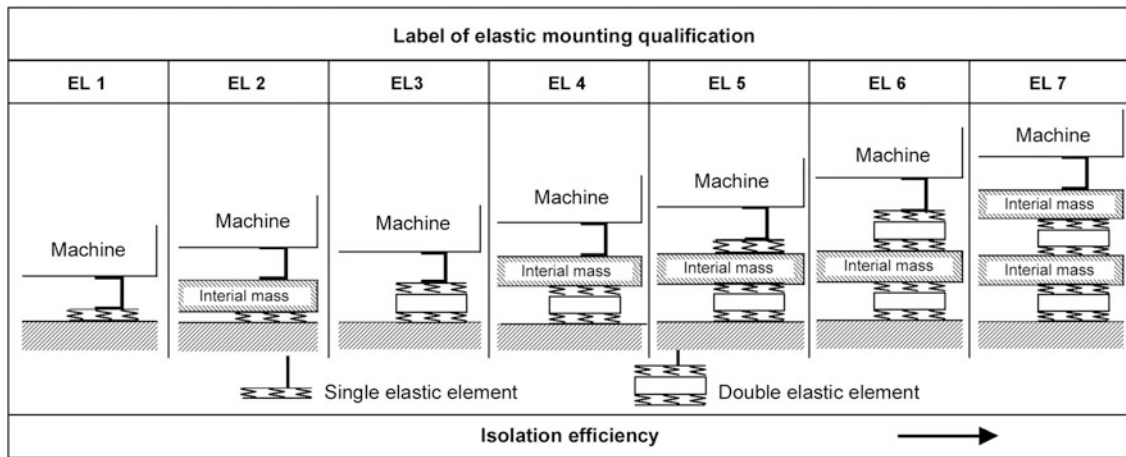 Label of elastic mounting qualification
EL 1 EL 2 EL3 EL 4 EL 5 EL 6 EL 7
Machine
Machine
Interial mass
Machine
Machine
Interial mass
Machine
Interial mass
Machine
Interial mass
Machine
Interial mass
Interial mass
Single elastic element
Double elastic element
Isolation efficiency